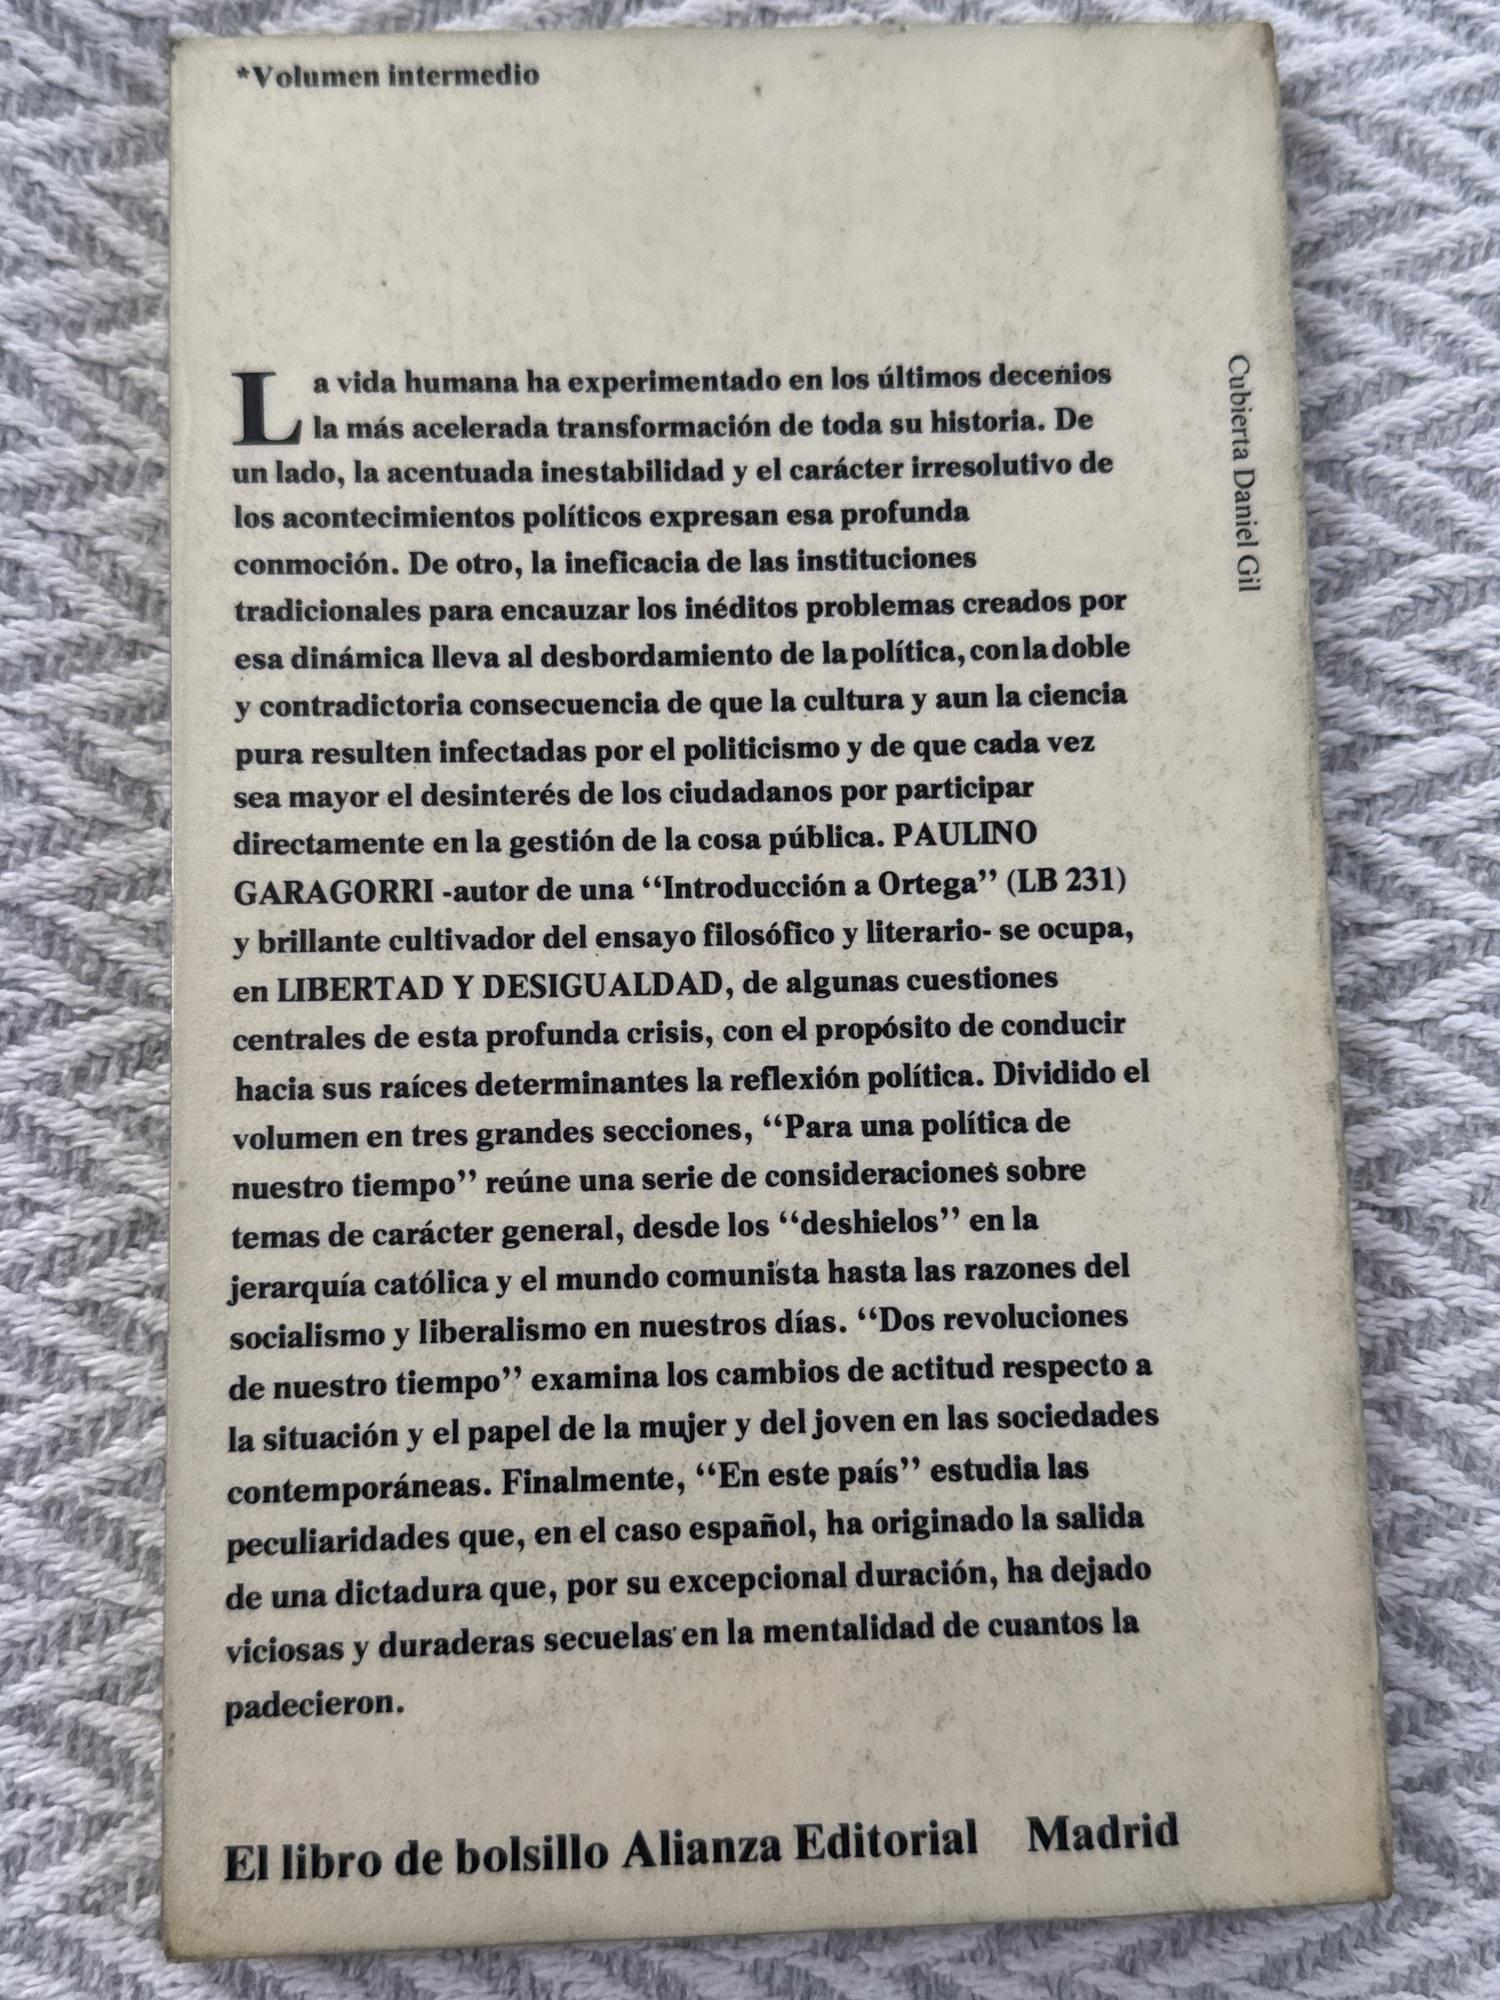 *Volumen intermedio
La vida humana ha experimentado en los últimos decenios
la más acelerada transformación de toda su historia. De
un lado, la acentuada inestabilidad y el carácter irresolutivo de
los acontecimientos políticos expresan esa profunda
conmoción. De otro, la ineficacia de las instituciones
tradicionales para encauzar los inéditos problemas creados por
esa dinámica lleva al desbordamiento de la política, con la doble
y contradictoria consecuencia de que la cultura y aun la ciencia
pura resulten infectadas por el politicismo y de que cada vez
sea mayor el desinterés de los ciudadanos por participar
directamente en la gestión de la cosa pública. PAULINO
GARAGORRI -autor de una “Introducción a Ortega” (LB 231)
y brillante cultivador del ensayo filosófico y literario- se ocupa,
en LIBERTAD Y DESIGUALDAD, de algunas cuestiones
centrales de esta profunda crisis, con el propósito de conducir
hacia sus raíces determinantes la reflexión política. Dividido el
volumen en tres grandes secciones, “Para una política de
nuestro tiempo” reúne una serie de consideraciones sobre
temas de carácter general, desde los “deshielos” en la
jerarquía católica y el mundo comunista hasta las razones del
socialismo y liberalismo en nuestros días. “Dos revoluciones
de nuestro tiempo” examina los cambios de actitud respecto a
la situación y el papel de la mujer y del joven en las sociedades
contemporáneas. Finalmente, “En este país” estudia las
peculiaridades que, en el caso español, ha originado la salida
de una dictadura que, por su excepcional duración, ha dejado
viciosas y duraderas secuelas en la mentalidad de cuantos la
padecieron.
Cubierta Daniel Gil
El libro de bolsillo Alianza Editorial Madrid